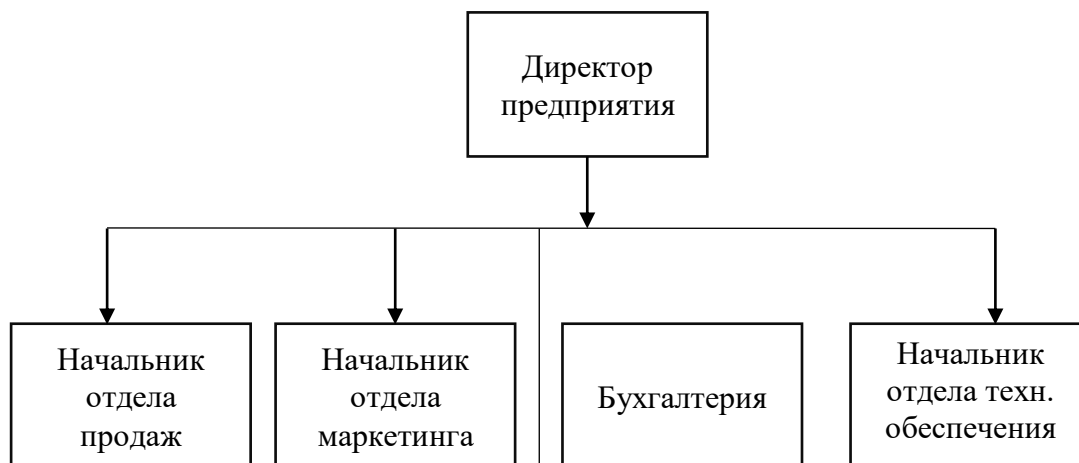 Директор
предприятия
Начальник
отдела
продаж
Начальник
отдела
маркетинга
Бухгалтерия
Начальник
отдела техн.
обеспечения